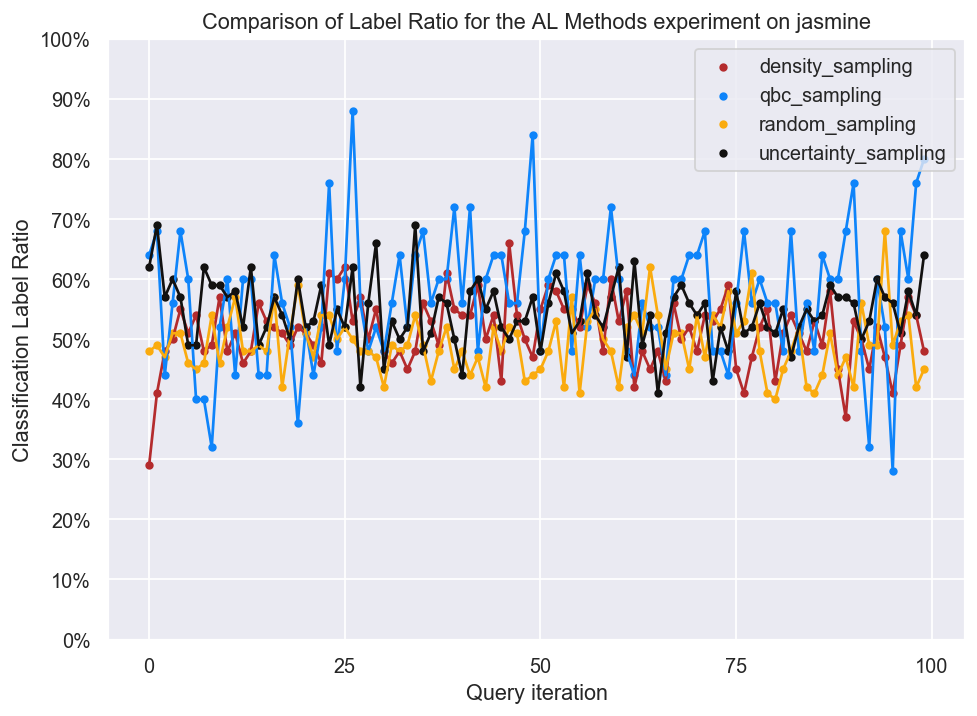 Comparison of Label Ratio for the AL Methods experiment on jasmine
100%
90%
80%
70%
60%
50%
40%
30%
20%
10%
0%
Classification Label Ratio
density_sampling
qbc_sampling
random_sampling
uncertainty_sampling
0 25 50 75 100
Query iteration